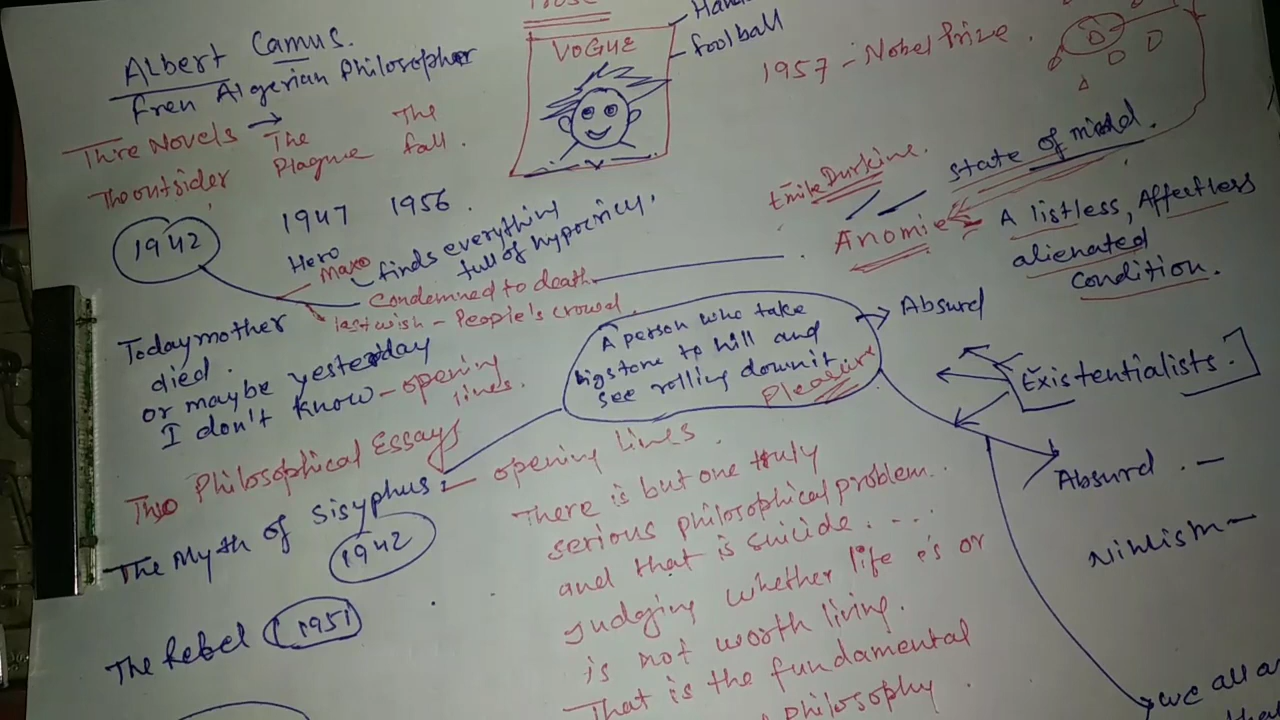 Albert Camus.
fren Algerian Philosopher
Three Novels → The The
Plague fall.
The outsider
1942
1947 1956.
VOGUE
football
1957 - Nobel Prize.
D
D D
Δ
Emile Durkine.
State of mind.
Anomie - A listless, Affectless
alienated
condition.
Hero
finds everything
full of hypocricy.
Condemned to death.
last wish - People's crowd.
Today mother
died.
or maybe yesterday
I don't know - opening
lines.
A person who take
big stone to hill and
see rolling down it
Pleasure
Absurd
Existentialists.
Absurd. -
Nihlism -
Two Philosophical Essays
The Myth of Sisyphus:
1942
- opening lines.
There is but one truly
serious philosophical problem.
and that is suicide. ...
Judging whether life is or
is not worth living.
That is the fundamental
Philosophy.
The Rebel (1951)
we all a